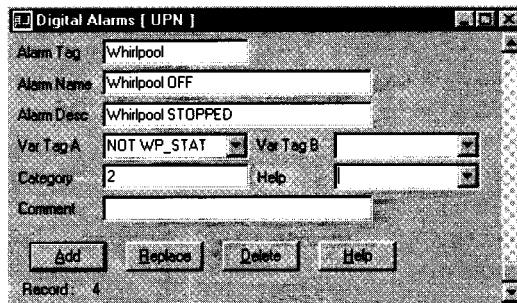 Digital Alarms [ UPN ]
Alarm Tag Whirlpool
Alarm Name Whirlpool OFF
Alarm Desc Whirlpool STOPPED
Var Tag A NOT WP_STAT Var Tag B
Category 2 Help
Comment
Add Replace Delete Help
Record: 4